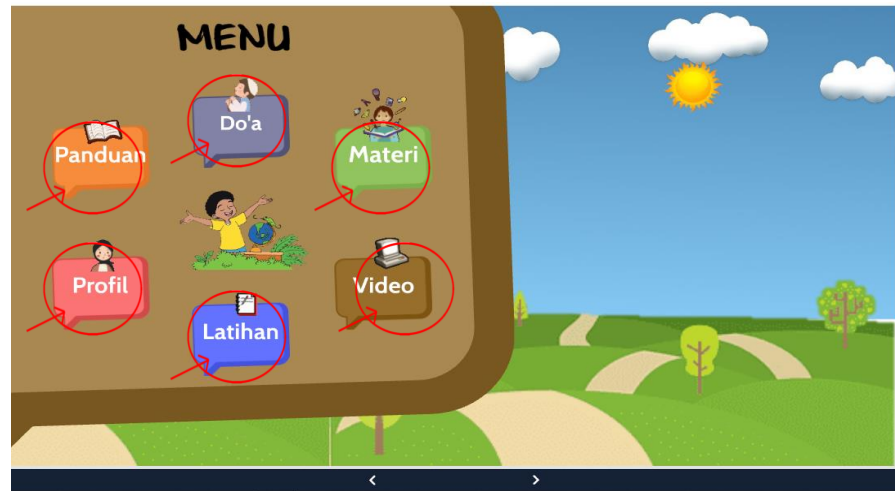 MENU
Do'a
Panduan
Materi
Profil
Video
Latihan